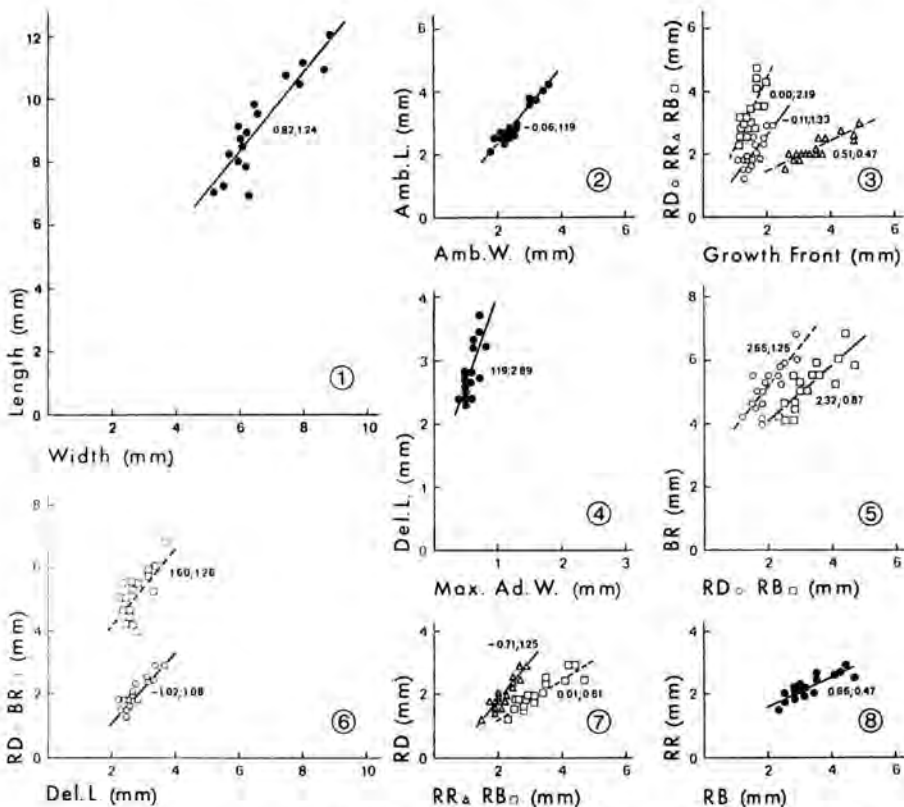 Length (mm)
12
10
8
6
4
2
0
0.82,1.24
①
0 2 4 6 8 10
Width (mm)
Amb.L. (mm)
6
4
2
0
-0.06,1.19
②
2 4 6
Amb.W. (mm)
RD○ RR△ RB□ (mm)
6
4
2
0
0.00,2.19
-0.11,1.33
0.51,0.47
③
2 4 6
Growth Front (mm)
Del.L. (mm)
4
3
2
1
0
1.19,2.89
④
1 2 3
Max. Ad.W. (mm)
BR (mm)
8
6
4
2
0
2.65,1.25
2.32,0.87
⑤
2 4 6
RD○ RB□ (mm)
RD○ BR□ (mm)
8
6
4
2
0
1.60,1.26
-1.02,1.08
⑥
2 4 6
Del.L (mm)
RD (mm)
4
2
0
-0.71,1.25
0.01,0.61
⑦
2 4 6
RR△ RB□ (mm)
RR (mm)
4
2
0
0.66,0.47
⑧
2 4 6
RB (mm)